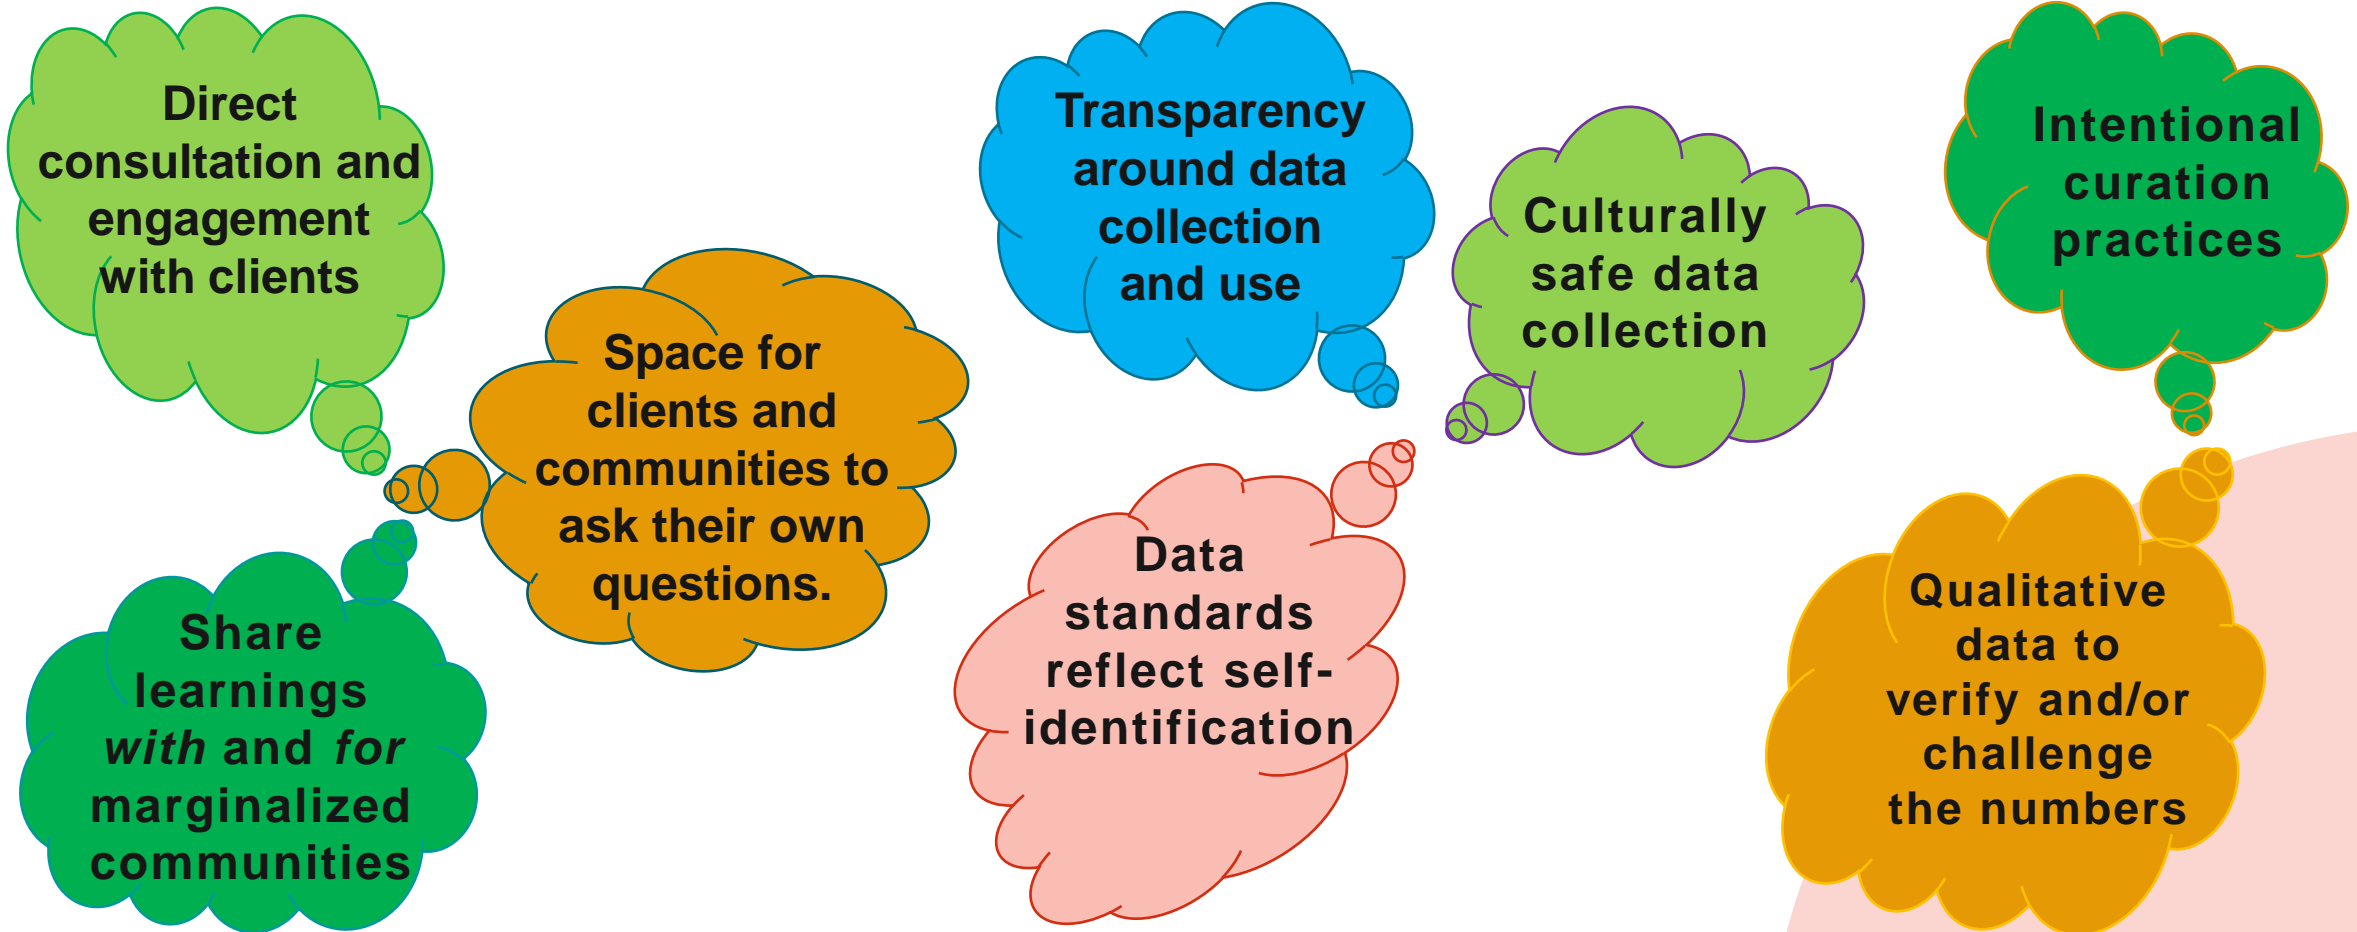 Direct
consultation and
engagement
with clients
Space for
clients and
communities to
ask their own
questions.
Share
learnings
with and for
marginalized
communities
Transparency
around data
collection
and use
Culturally
safe data
collection
Data
standards
reflect self-
identification
Intentional
curation
practices
Qualitative
data to
verify and/or
challenge
the numbers